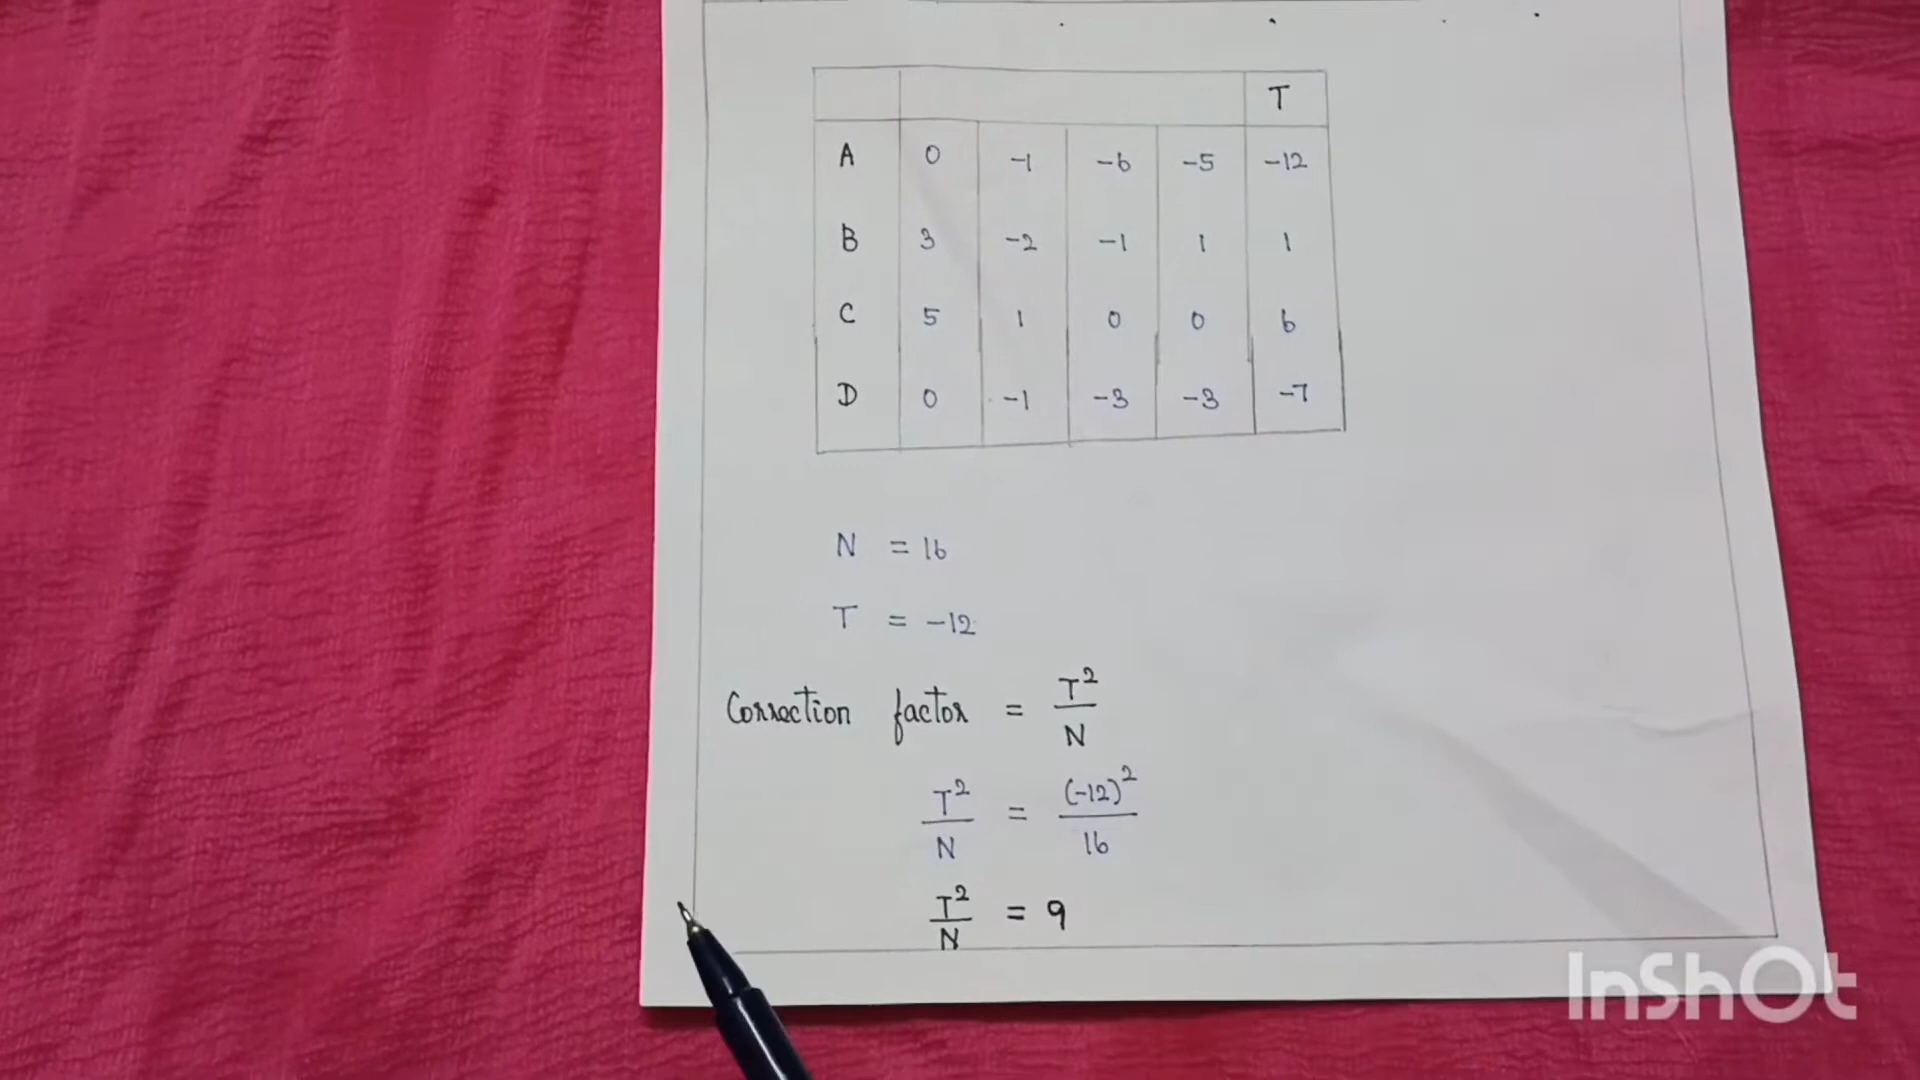 T
A 0 -1 -6 -5 -12
B 3 -2 -1 1 1
C 5 1 0 0 6
D 0 -1 -3 -3 -7
N = 16
T = -12
Correction factor = T²/N
T²/N = (-12)²/16
T²/N = 9
InShOt